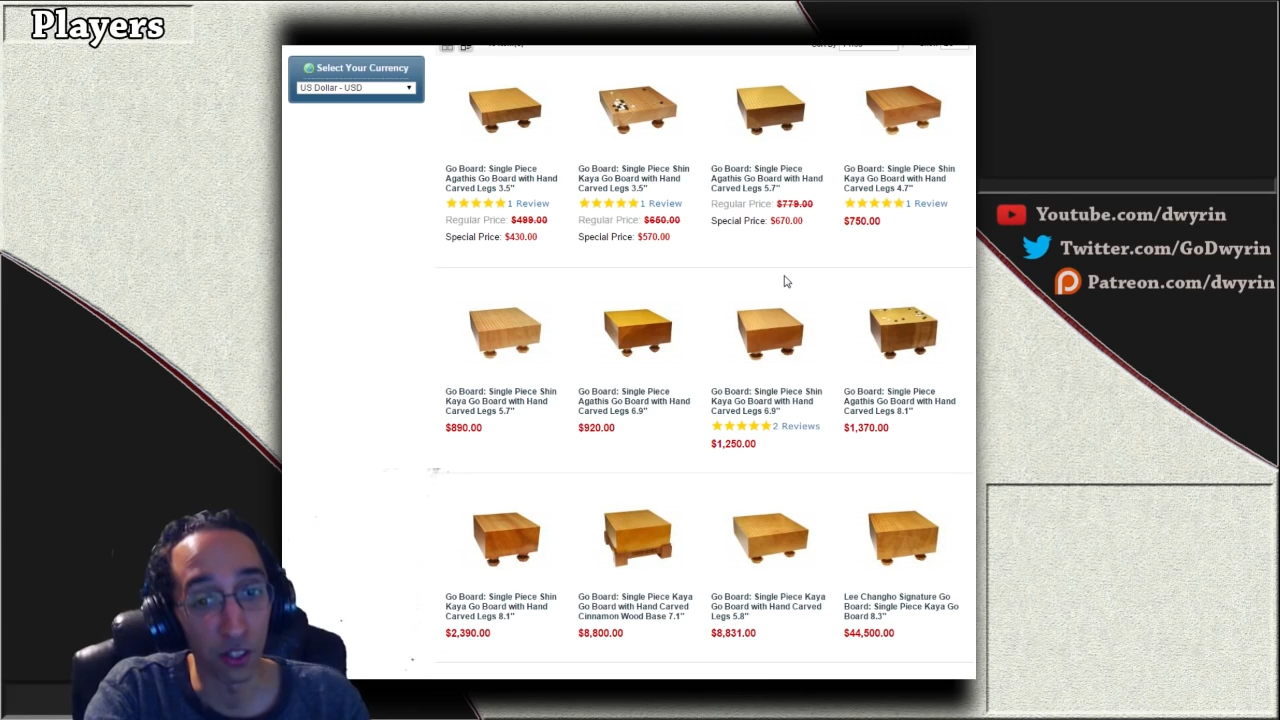 Players
Select Your Currency
US Dollar - USD
Go Board: Single Piece
Agathis Go Board with Hand
Carved Legs 3.5"
1 Review
Regular Price: $489.00
Special Price: $430.00
Go Board: Single Piece Shin
Kaya Go Board with Hand
Carved Legs 3.5"
1 Review
Regular Price: $650.00
Special Price: $570.00
Go Board: Single Piece
Agathis Go Board with Hand
Carved Legs 5.7"
Regular Price: $779.00
Special Price: $670.00
Go Board: Single Piece Shin
Kaya Go Board with Hand
Carved Legs 4.7"
1 Review
$750.00
Go Board: Single Piece Shin
Kaya Go Board with Hand
Carved Legs 5.7"
$890.00
Go Board: Single Piece
Agathis Go Board with Hand
Carved Legs 6.9"
$920.00
Go Board: Single Piece Shin
Kaya Go Board with Hand
Carved Legs 6.9"
2 Reviews
$1,250.00
Go Board: Single Piece
Agathis Go Board with Hand
Carved Legs 8.1"
$1,370.00
Go Board: Single Piece Shin
Kaya Go Board with Hand
Carved Legs 8.1"
$2,390.00
Go Board: Single Piece Kaya
Go Board with Hand Carved
Cinnamon Wood Base 7.1"
$8,800.00
Go Board: Single Piece Kaya
Go Board with Hand Carved
Legs 5.8"
$8,831.00
Lee Changho Signature Go
Board: Single Piece Kaya Go
Board 8.3"
$44,500.00
Youtube.com/dwyrin
Twitter.com/GoDwyrin
Patreon.com/dwyrin